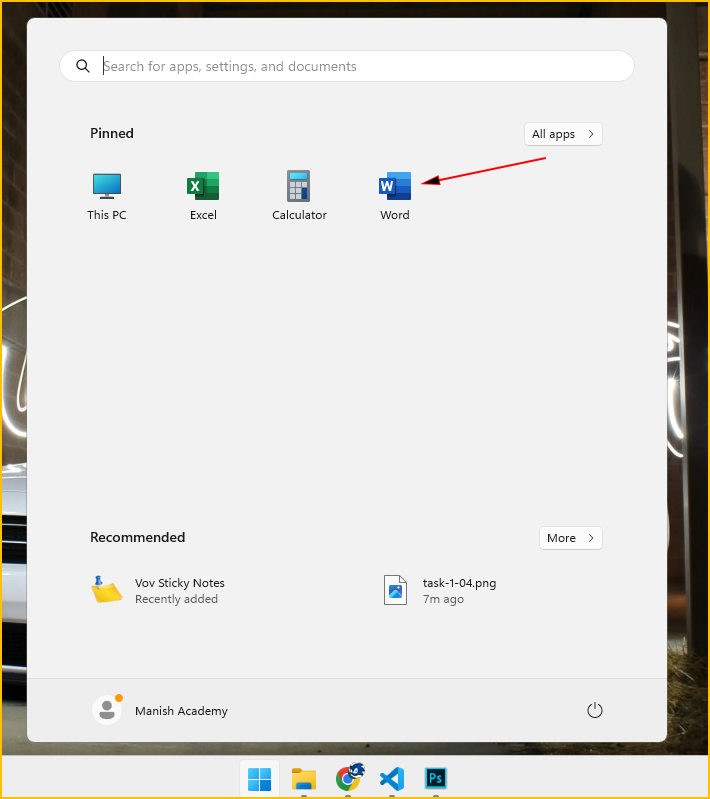 Search for apps, settings, and documents
Pinned
All apps
This PC
Excel
Calculator
Word
Recommended
More
Vov Sticky Notes
Recently added
task-1-04.png
7m ago
Manish Academy
Ps